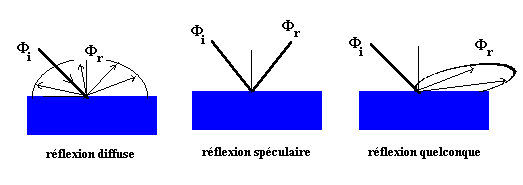 Φi Φr
Φi Φr
Φi Φr
réflexion diffuse
réflexion spéculaire
réflexion quelconque